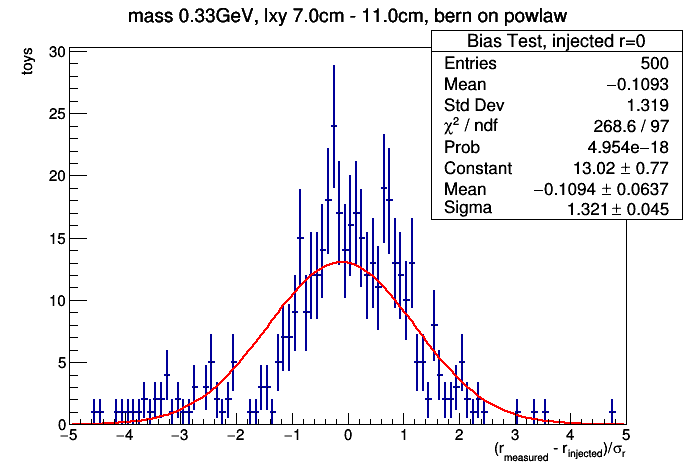 mass 0.33GeV, lxy 7.0cm - 11.0cm, bern on powlaw
Bias Test, injected r=0
Entries 500
Mean −0.1093
Std Dev 1.319
χ² / ndf 268.6 / 97
Prob 4.954e−18
Constant 13.02 ± 0.77
Mean −0.1094 ± 0.0637
Sigma 1.321 ± 0.045
toys
30
25
20
15
10
5
0
−5 −4 −3 −2 −1 0 1 2 3 4 5
(r_measured - r_injected)/σ_r